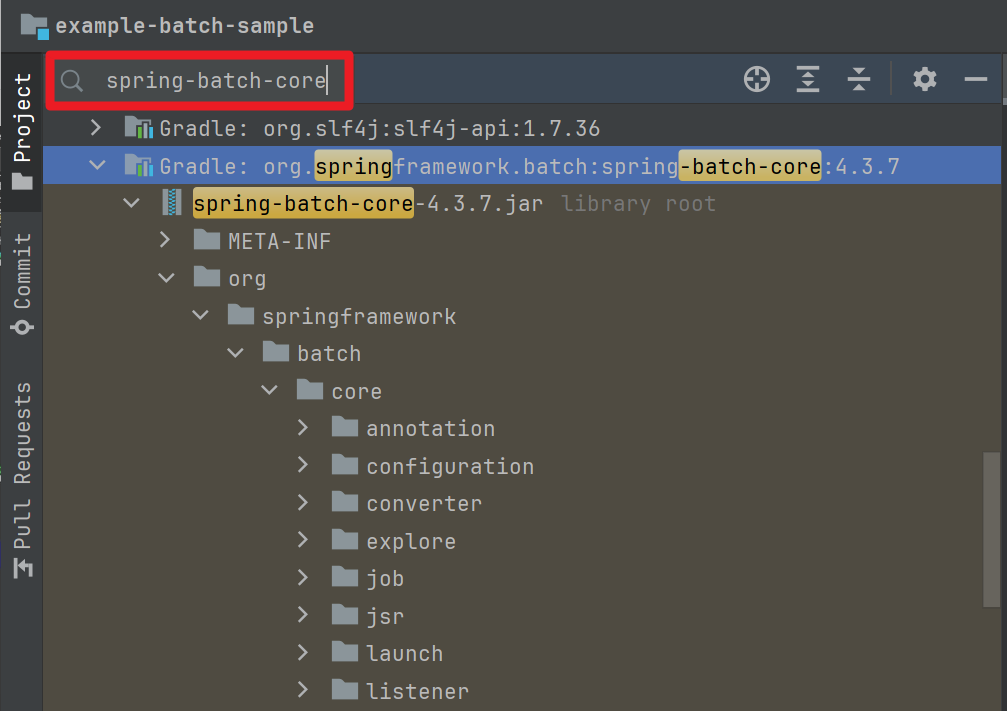 example-batch-sample
spring-batch-core
Gradle: org.slf4j:slf4j-api:1.7.36
Gradle: org.springframework.batch:spring-batch-core:4.3.7
spring-batch-core-4.3.7.jar library root
META-INF
org
springframework
batch
core
annotation
configuration
converter
explore
job
jsr
launch
listener
Project
Commit
Pull Requests